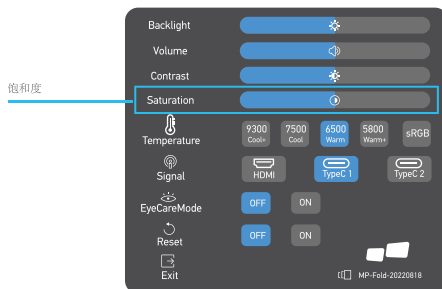 Backlight
Volume
Contrast
饱和度
Saturation
Temperature
9300 Cool+
7500 Cool
6500 Warm
5800 Warm+
sRGB
Signal
HDMI
TypeC 1
TypeC 2
EyeCareMode
OFF
ON
Reset
OFF
ON
Exit
MP-Fold-20220818